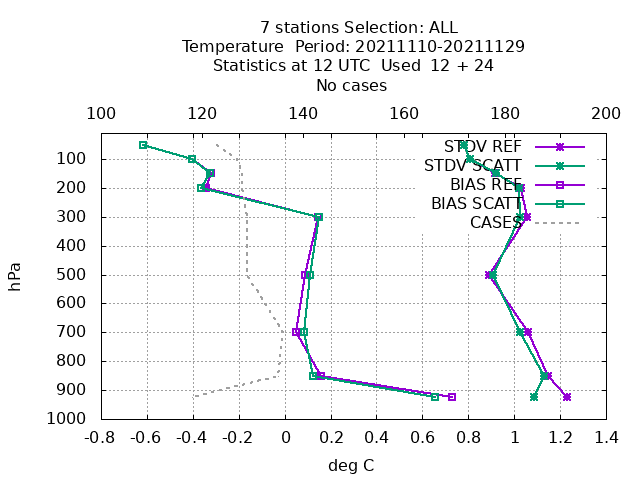 7 stations Selection: ALL
Temperature  Period: 20211110-20211129
Statistics at 12 UTC  Used  12 + 24
No cases
100 120 140 160 180 200
STDV REF
STDV SCATT
BIAS REF
BIAS SCATT
CASES
hPa
100
200
300
400
500
600
700
800
900
1000
-0.8 -0.6 -0.4 -0.2 0 0.2 0.4 0.6 0.8 1 1.2 1.4
deg C